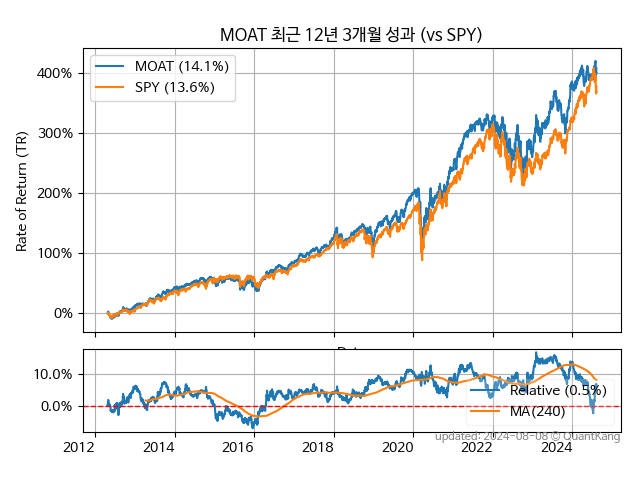 MOAT 최근 12년 3개월 성과 (vs SPY)
MOAT (14.1%)
SPY (13.6%)
Rate of Return (TR)
400%
300%
200%
100%
0%
10.0%
0.0%
Relative (0.5%)
MA(240)
2012
2014
2016
2018
2020
2022
2024
updated: 2024-08-08 © QuantKang